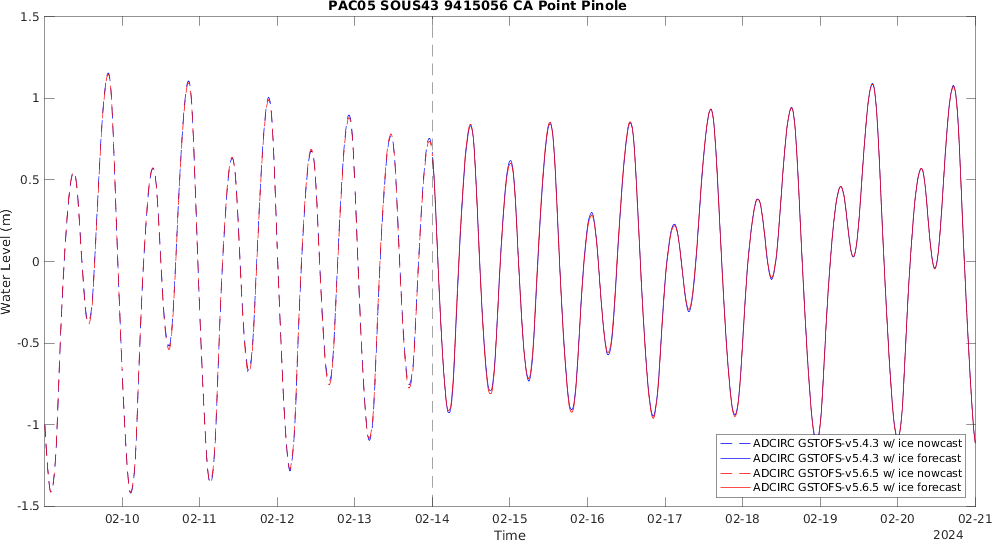 PAC05 SOUS43 9415056 CA Point Pinole
1.5
1
0.5
0
-0.5
-1
-1.5
Water Level (m)
02-10 02-11 02-12 02-13 02-14 02-15 02-16 02-17 02-18 02-19 02-20 02-21
Time
2024
ADCIRC GSTOFS-v5.4.3 w/ ice nowcast
ADCIRC GSTOFS-v5.4.3 w/ ice forecast
ADCIRC GSTOFS-v5.6.5 w/ ice nowcast
ADCIRC GSTOFS-v5.6.5 w/ ice forecast